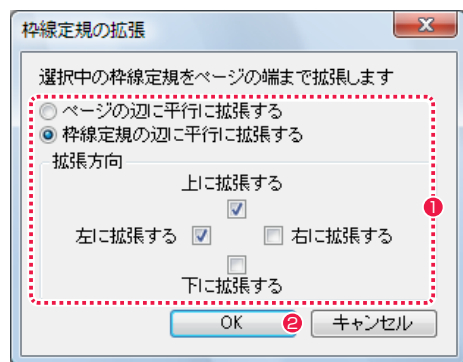 枠線定規の拡張
選択中の枠線定規をページの端まで拡張します
ページの辺に平行に拡張する
枠線定規の辺に平行に拡張する
拡張方向
上に拡張する
左に拡張する 右に拡張する
下に拡張する
1
OK 2 キャンセル